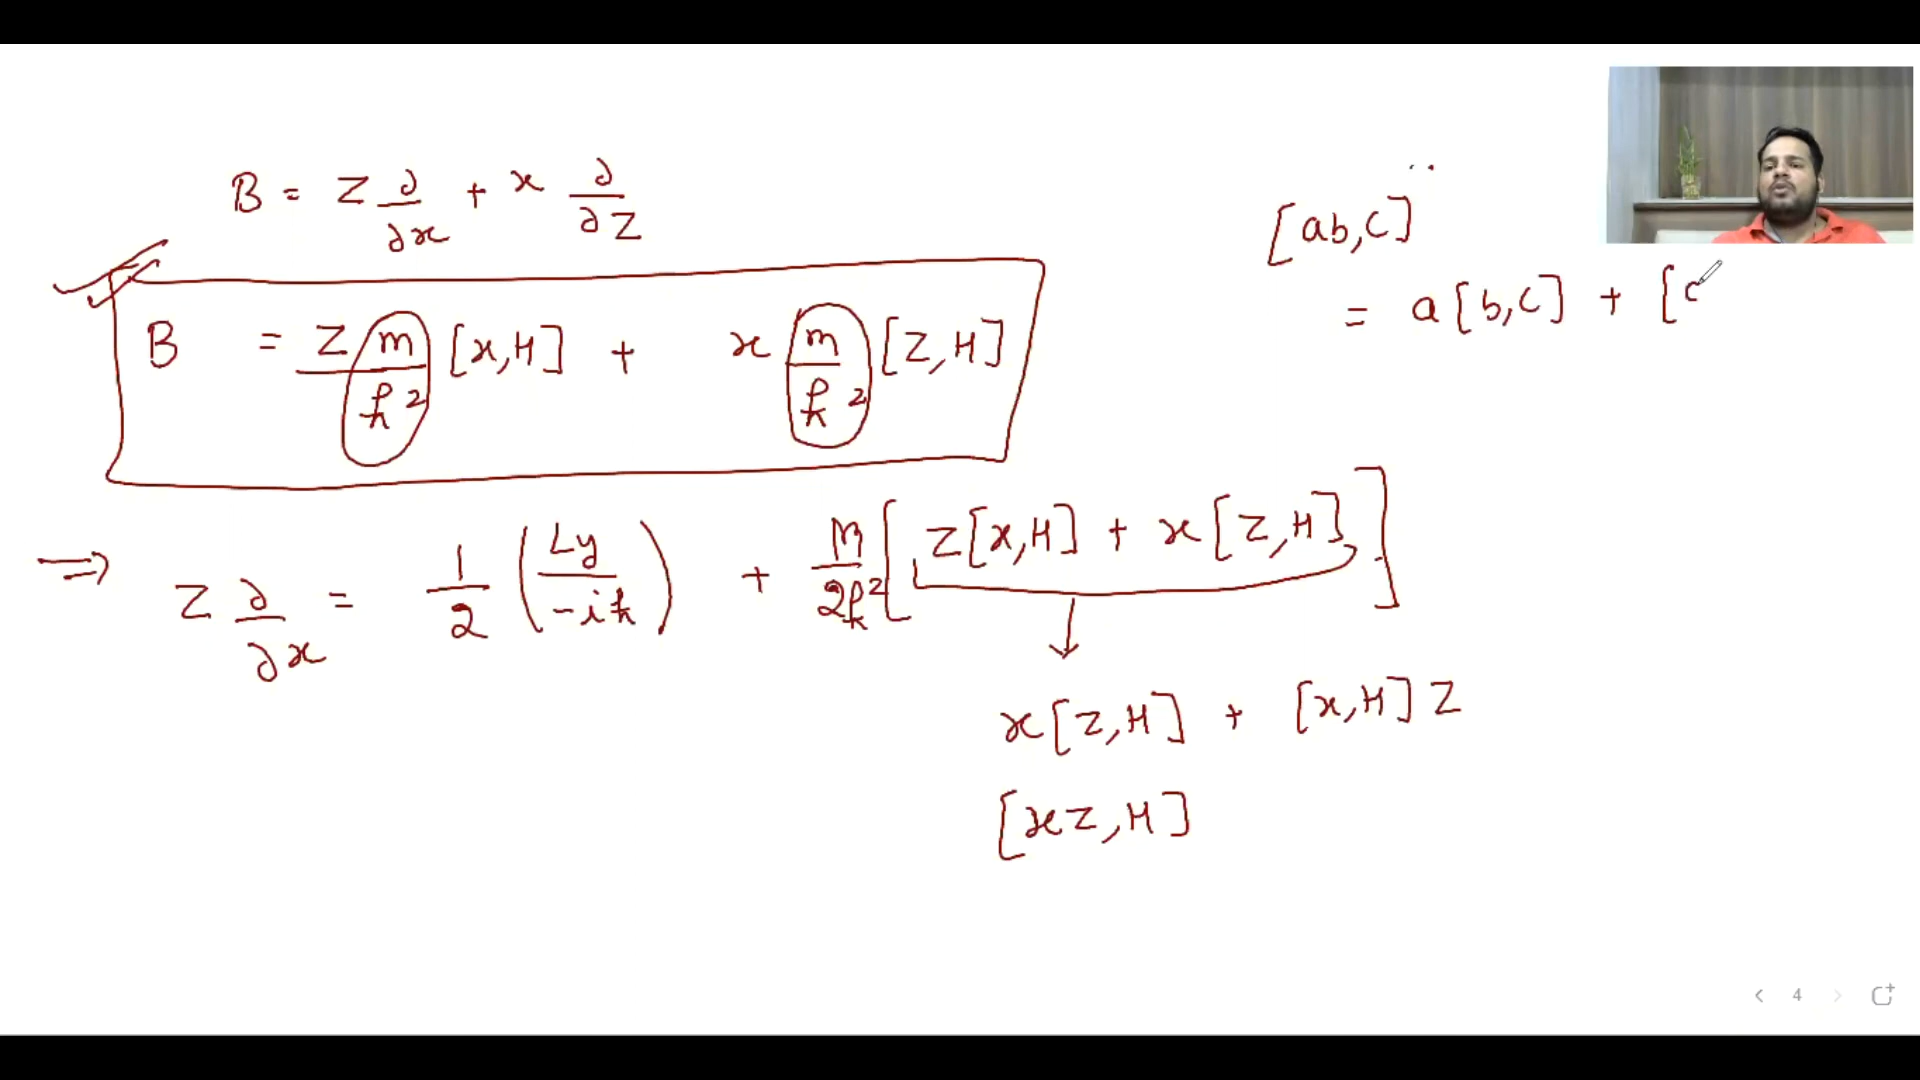 B = Z ∂/∂x + x ∂/∂Z
B = Z m/ħ² [x,H] + x m/ħ² [Z,H]
⇒ Z ∂/∂x = 1/2 (Ly/-iħ) + m/2ħ² [Z[x,H] + x[Z,H]]
↓
x[Z,H] + [x,H] Z
[xZ,H]
[ab,c]
= a[b,c] + [
4